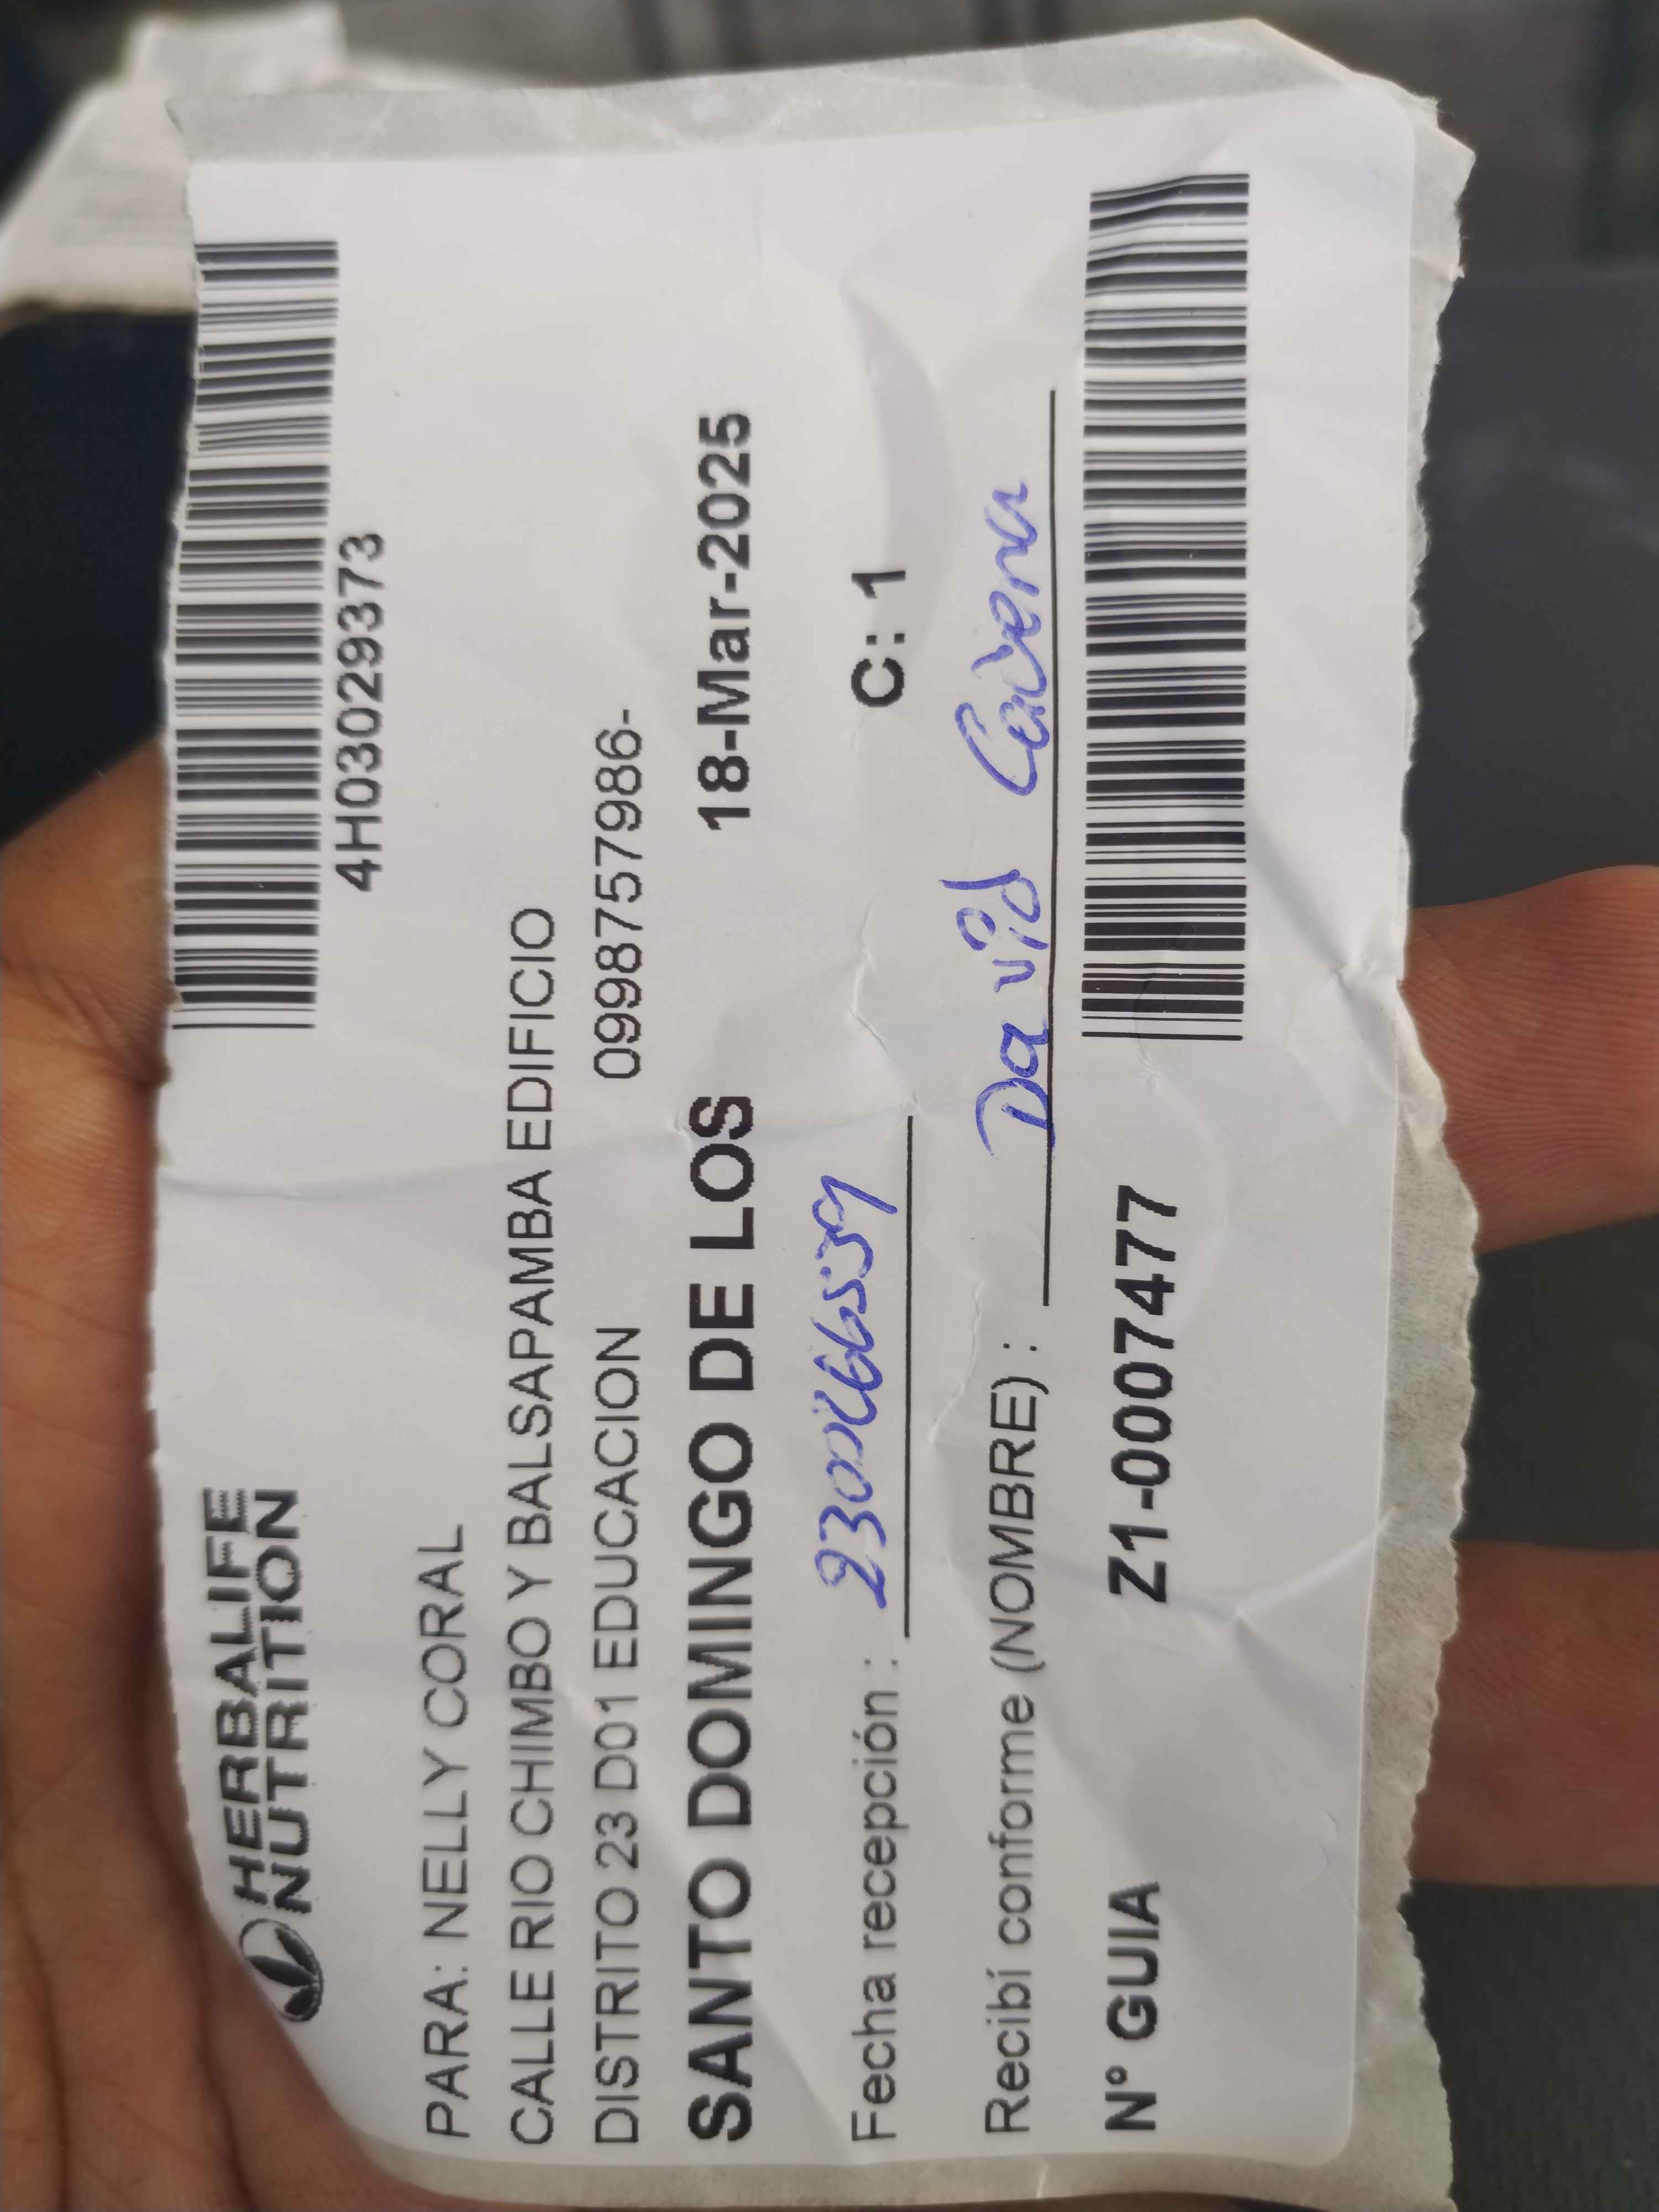 HERBALIFE
NUTRITION
4H03029373
PARA: NELLY CORAL
CALLE RIO CHIMBO Y BALSAPAMBA EDIFICIO
DISTRITO 23 D01 EDUCACION 0998757986-
SANTO DOMINGO DE LOS 18-Mar-2025
Fecha recepción : C: 1
Recibí conforme (NOMBRE) : David Cadena
N° GUIA Z1-0007477